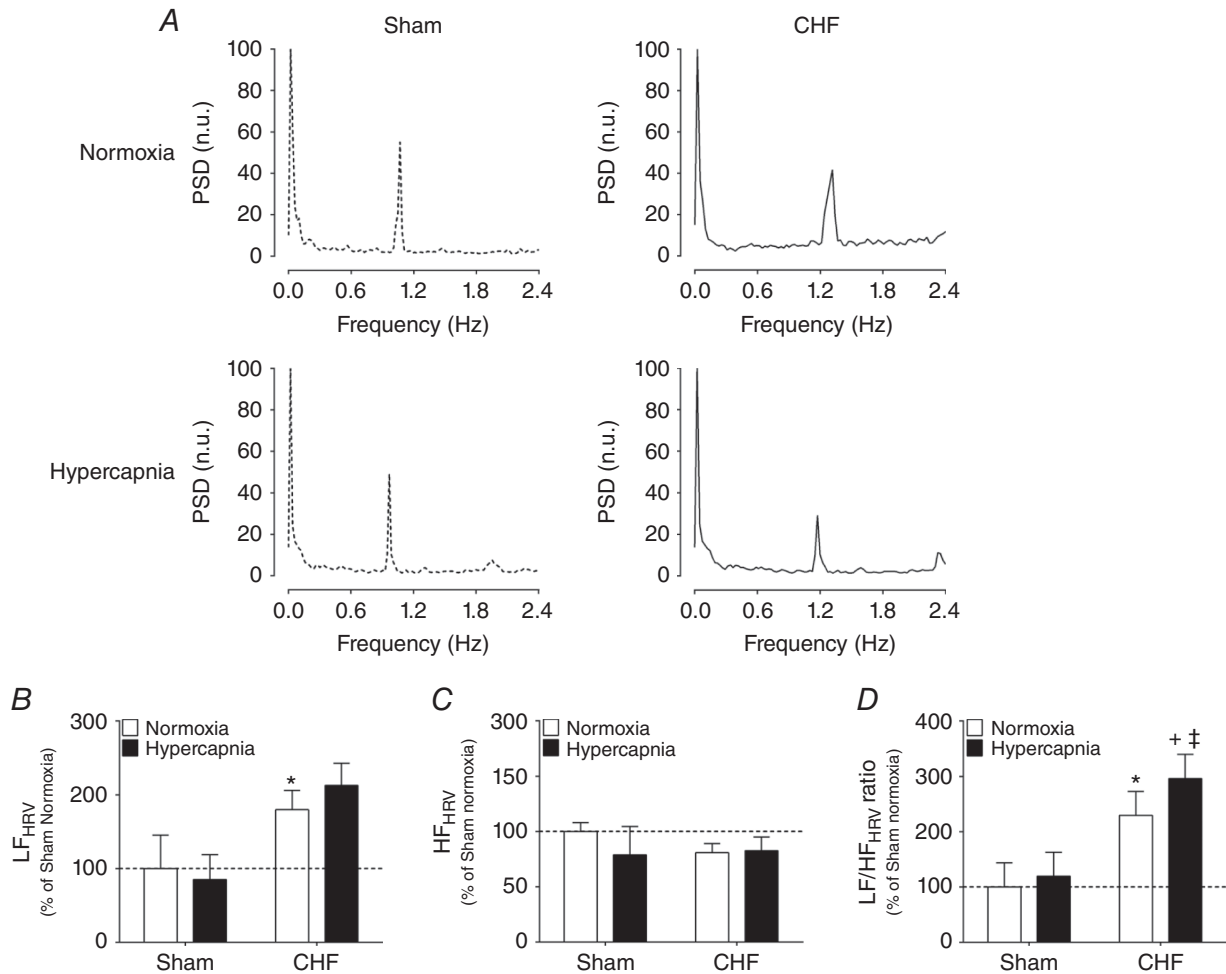 A
Sham
CHF
Normoxia
PSD (n.u.)
100
80
60
40
20
0
0.0 0.6 1.2 1.8 2.4
Frequency (Hz)
PSD (n.u.)
100
80
60
40
20
0
0.0 0.6 1.2 1.8 2.4
Frequency (Hz)
Hypercapnia
PSD (n.u.)
100
80
60
40
20
0
0.0 0.6 1.2 1.8 2.4
Frequency (Hz)
PSD (n.u.)
100
80
60
40
20
0
0.0 0.6 1.2 1.8 2.4
Frequency (Hz)
B
LFHRV
(% of Sham Normoxia)
300
200
100
0
Normoxia
Hypercapnia
*
Sham CHF
C
HFHRV
(% of Sham normoxia)
300
150
100
50
0
Normoxia
Hypercapnia
Sham CHF
D
LF/HFHRV ratio
(% of Sham normoxia)
400
300
200
100
0
Normoxia
Hypercapnia
*
+ ‡
Sham CHF